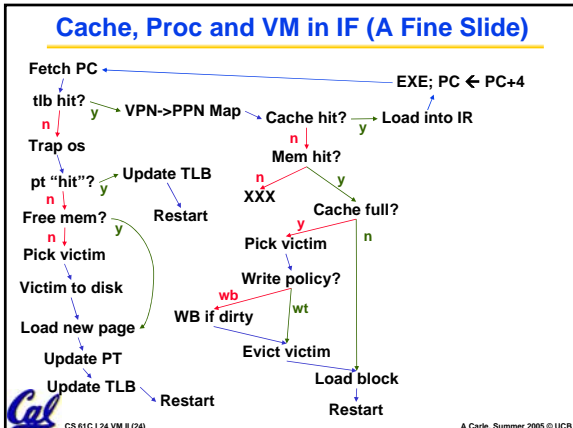 Cache, Proc and VM in IF (A Fine Slide)
Fetch PC
EXE; PC ← PC+4
tlb hit?
y
VPN->PPN Map
Cache hit?
y
Load into IR
n
n
Trap os
Mem hit?
pt “hit”?
y
Update TLB
n
y
n
XXX
Restart
Cache full?
Free mem?
y
n
Pick victim
y
Pick victim
n
Write policy?
Victim to disk
wb
wt
WB if dirty
Load new page
Evict victim
Update PT
Load block
Update TLB
Restart
Restart
Cal
CS 61C L24 VM II (24)
A Carle, Summer 2005 © UCB